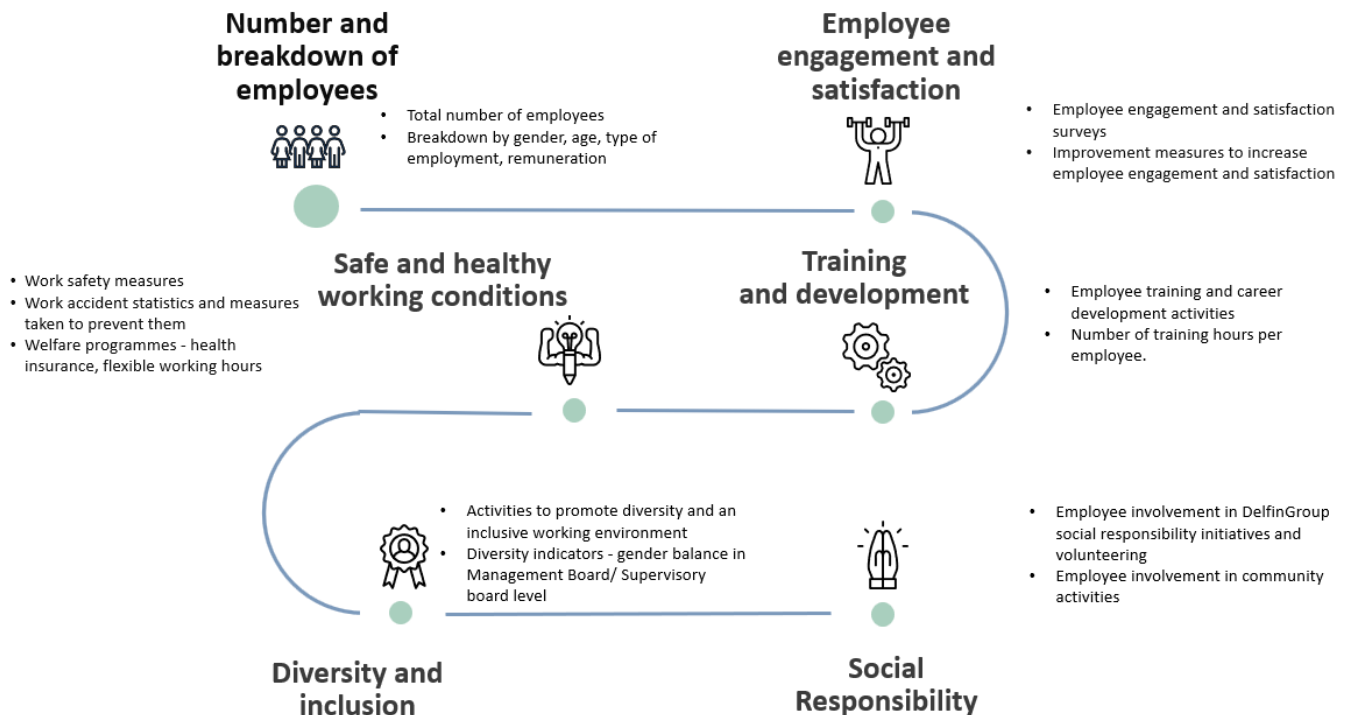 Number and
breakdown of
employees
• Total number of employees
• Breakdown by gender, age, type of
employment, remuneration
Employee
engagement and
satisfaction
• Employee engagement and satisfaction
surveys
• Improvement measures to increase
employee engagement and satisfaction
Training
and development
• Employee training and career
development activities
• Number of training hours per
employee.
Safe and healthy
working conditions
• Work safety measures
• Work accident statistics and measures
taken to prevent them
• Welfare programmes - health
insurance, flexible working hours
Diversity and
inclusion
• Activities to promote diversity and an
inclusive working environment
• Diversity indicators - gender balance in
Management Board/ Supervisory
board level
Social
Responsibility
• Employee involvement in DelfinGroup
social responsibility initiatives and
volunteering
• Employee involvement in community
activities